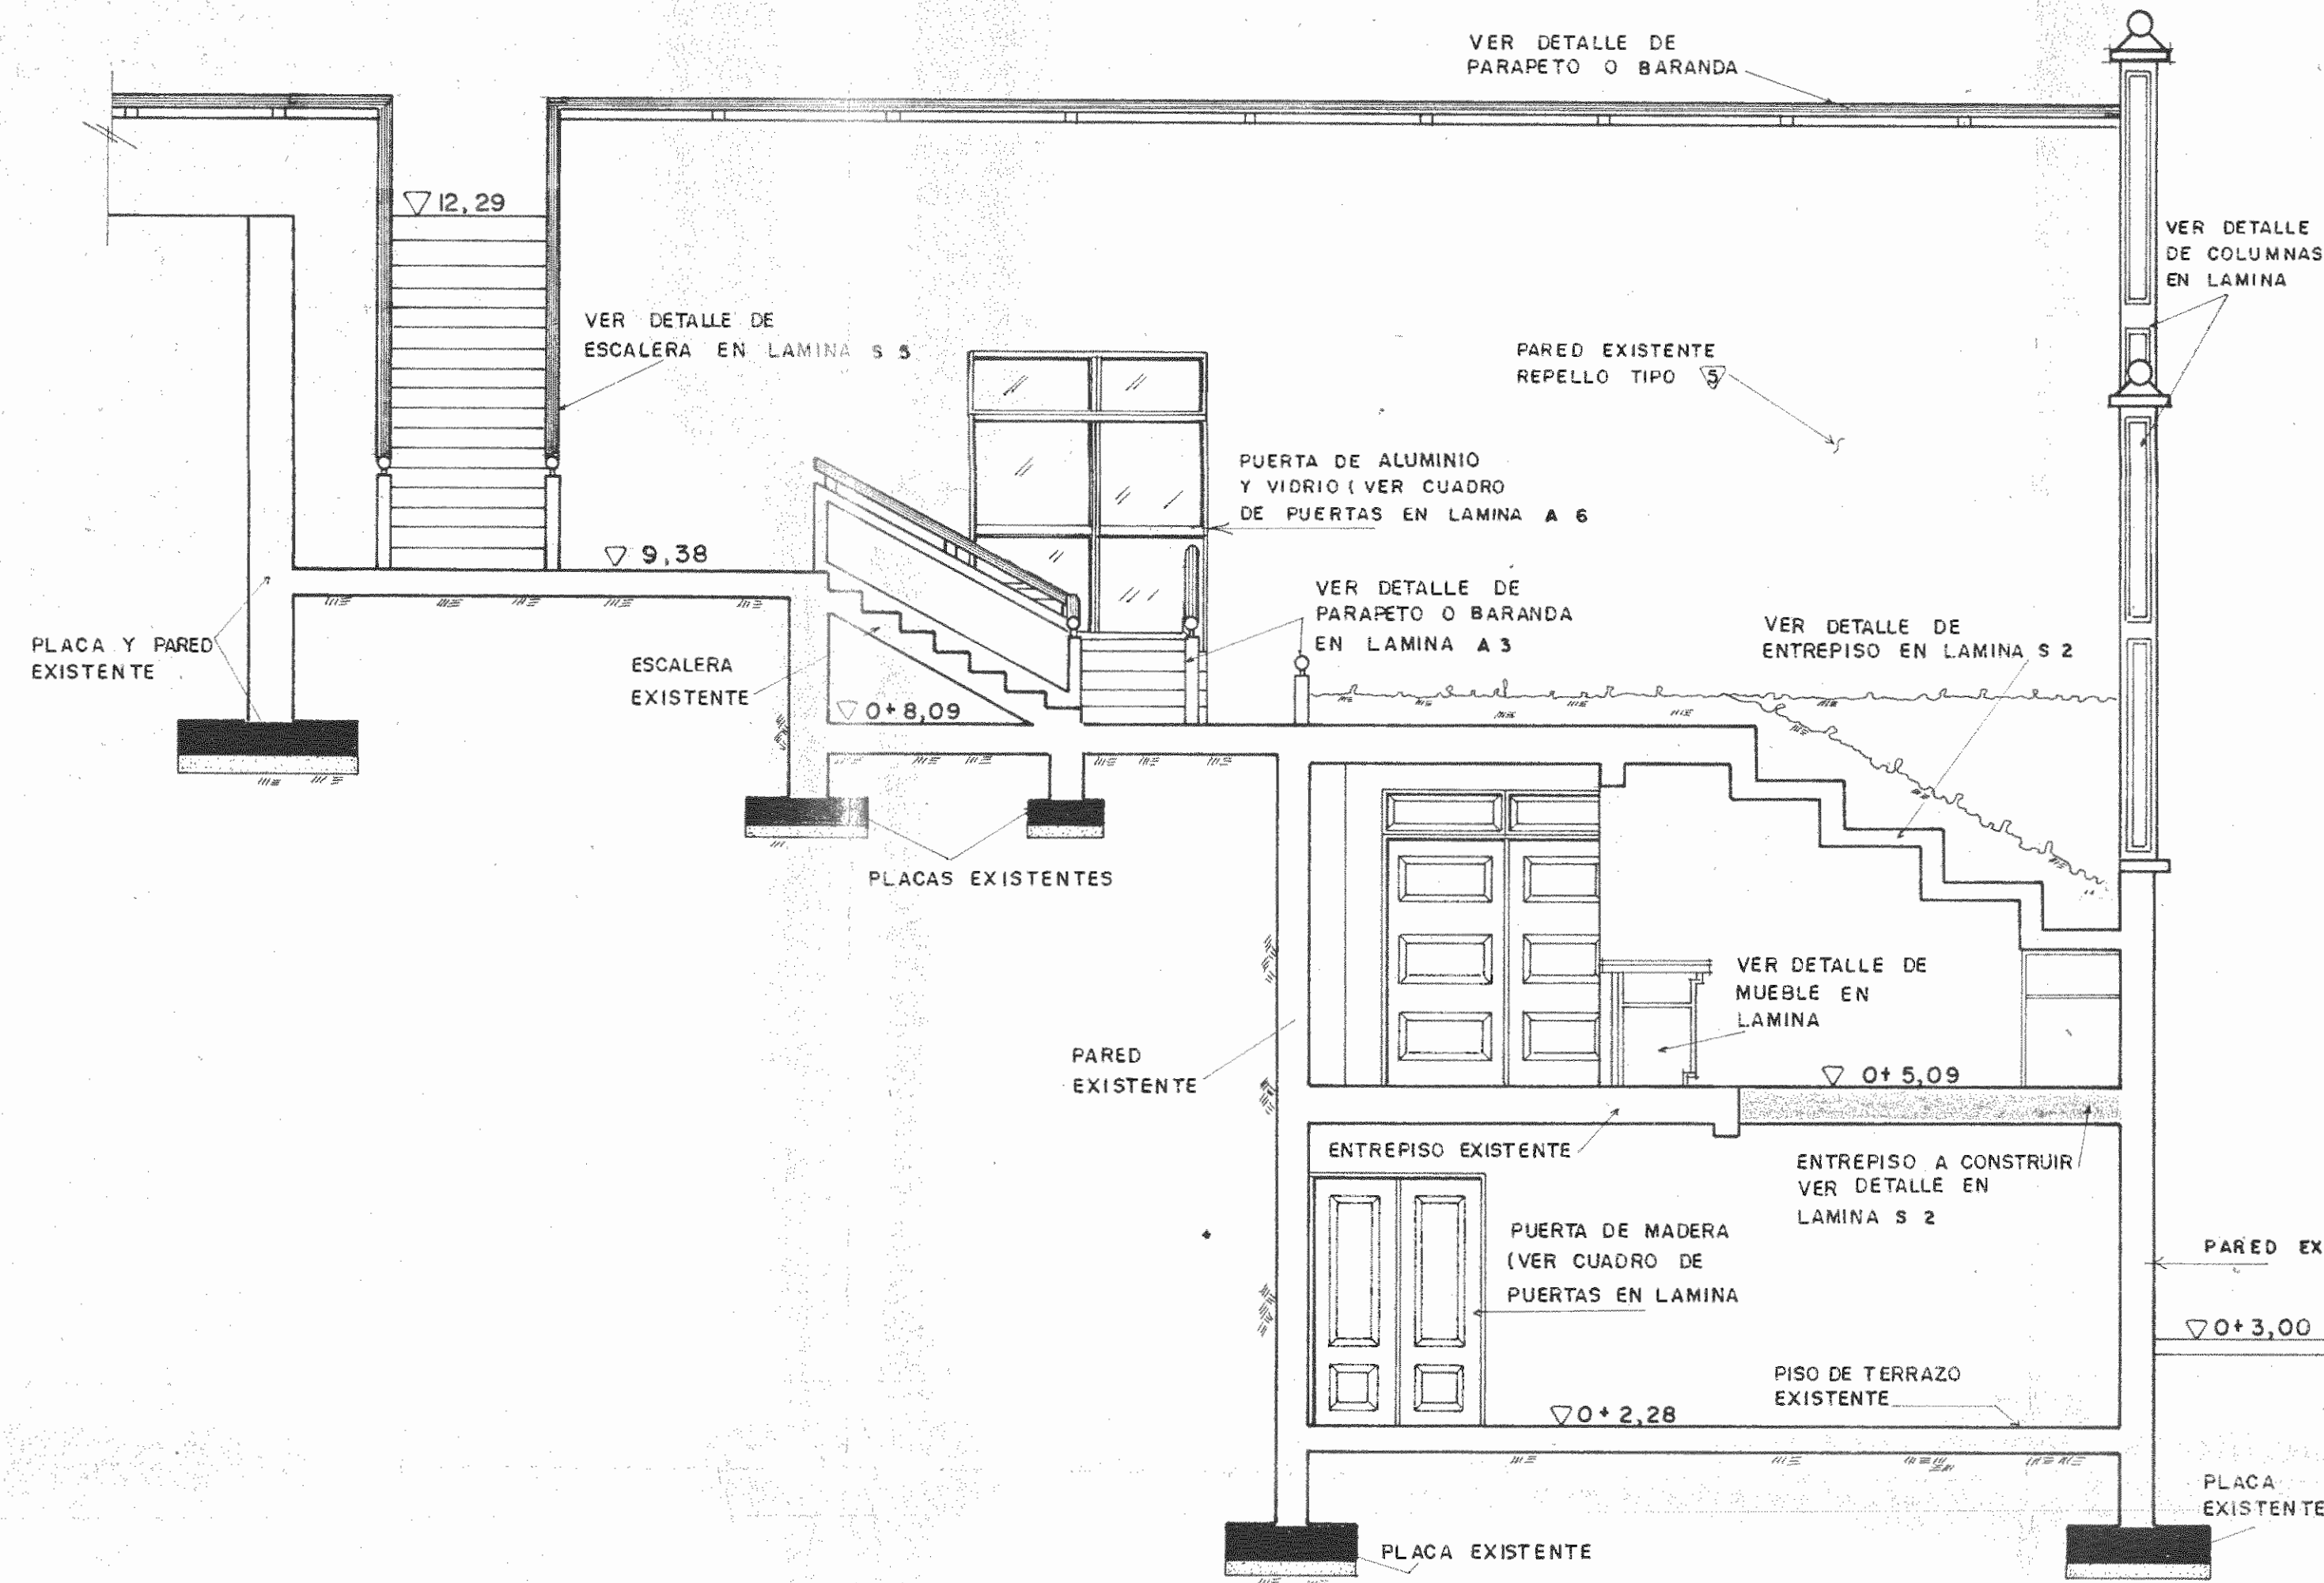 VER DETALLE DE
PARAPETO O BARANDA
12,29
VER DETALLE
DE COLUMNAS
EN LAMINA
VER DETALLE DE
ESCALERA EN LAMINA S 5
PARED EXISTENTE
REPELLO TIPO 5
PUERTA DE ALUMINIO
Y VIDRIO ( VER CUADRO
DE PUERTAS EN LAMINA A 6
9,38
VER DETALLE DE
PARAPETO O BARANDA
EN LAMINA A 3
VER DETALLE DE
ENTREPISO EN LAMINA S 2
PLACA Y PARED
EXISTENTE
ESCALERA
EXISTENTE
0+8,09
PLACAS EXISTENTES
VER DETALLE DE
MUEBLE EN
LAMINA
PARED
EXISTENTE
0+5,09
ENTREPISO EXISTENTE
ENTREPISO A CONSTRUIR
VER DETALLE EN
LAMINA S 2
PUERTA DE MADERA
(VER CUADRO DE
PUERTAS EN LAMINA
PARED EX
0+3,00
PISO DE TERRAZO
EXISTENTE
0+2,28
PLACA
EXISTENTE
PLACA EXISTENTE